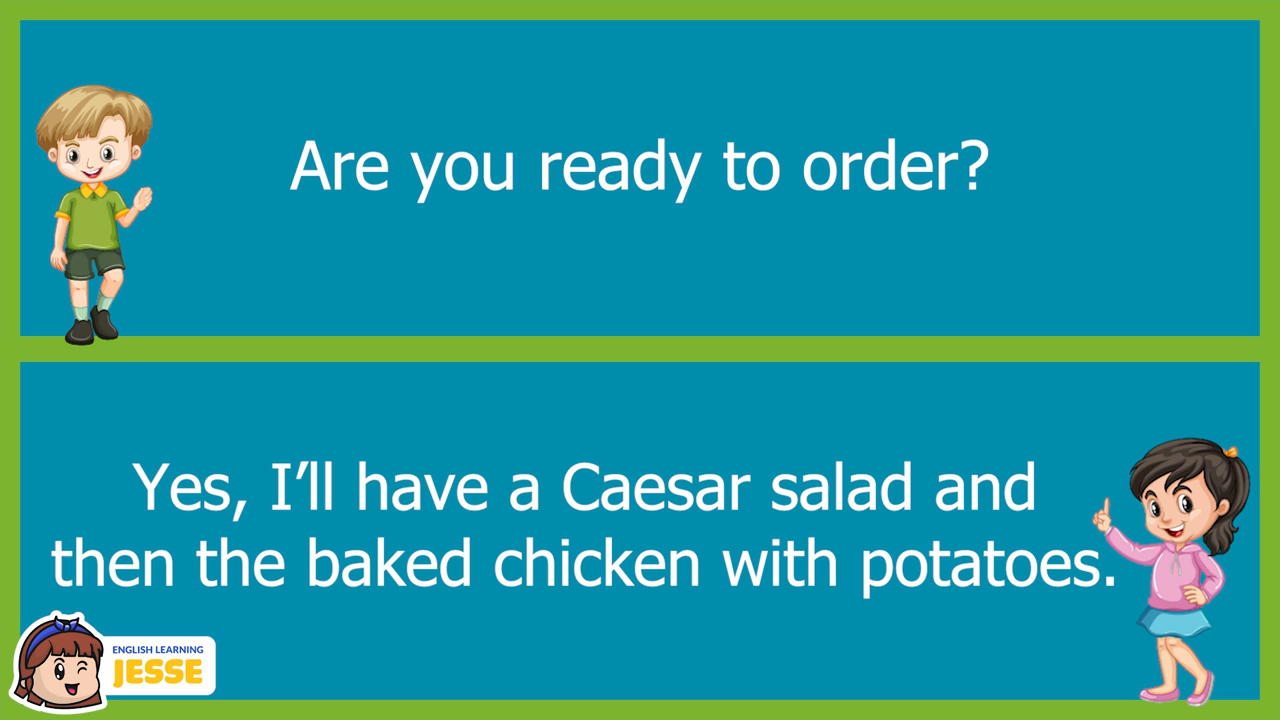 Are you ready to order?
Yes, I’ll have a Caesar salad and
then the baked chicken with potatoes.
ENGLISH LEARNING
JESSE